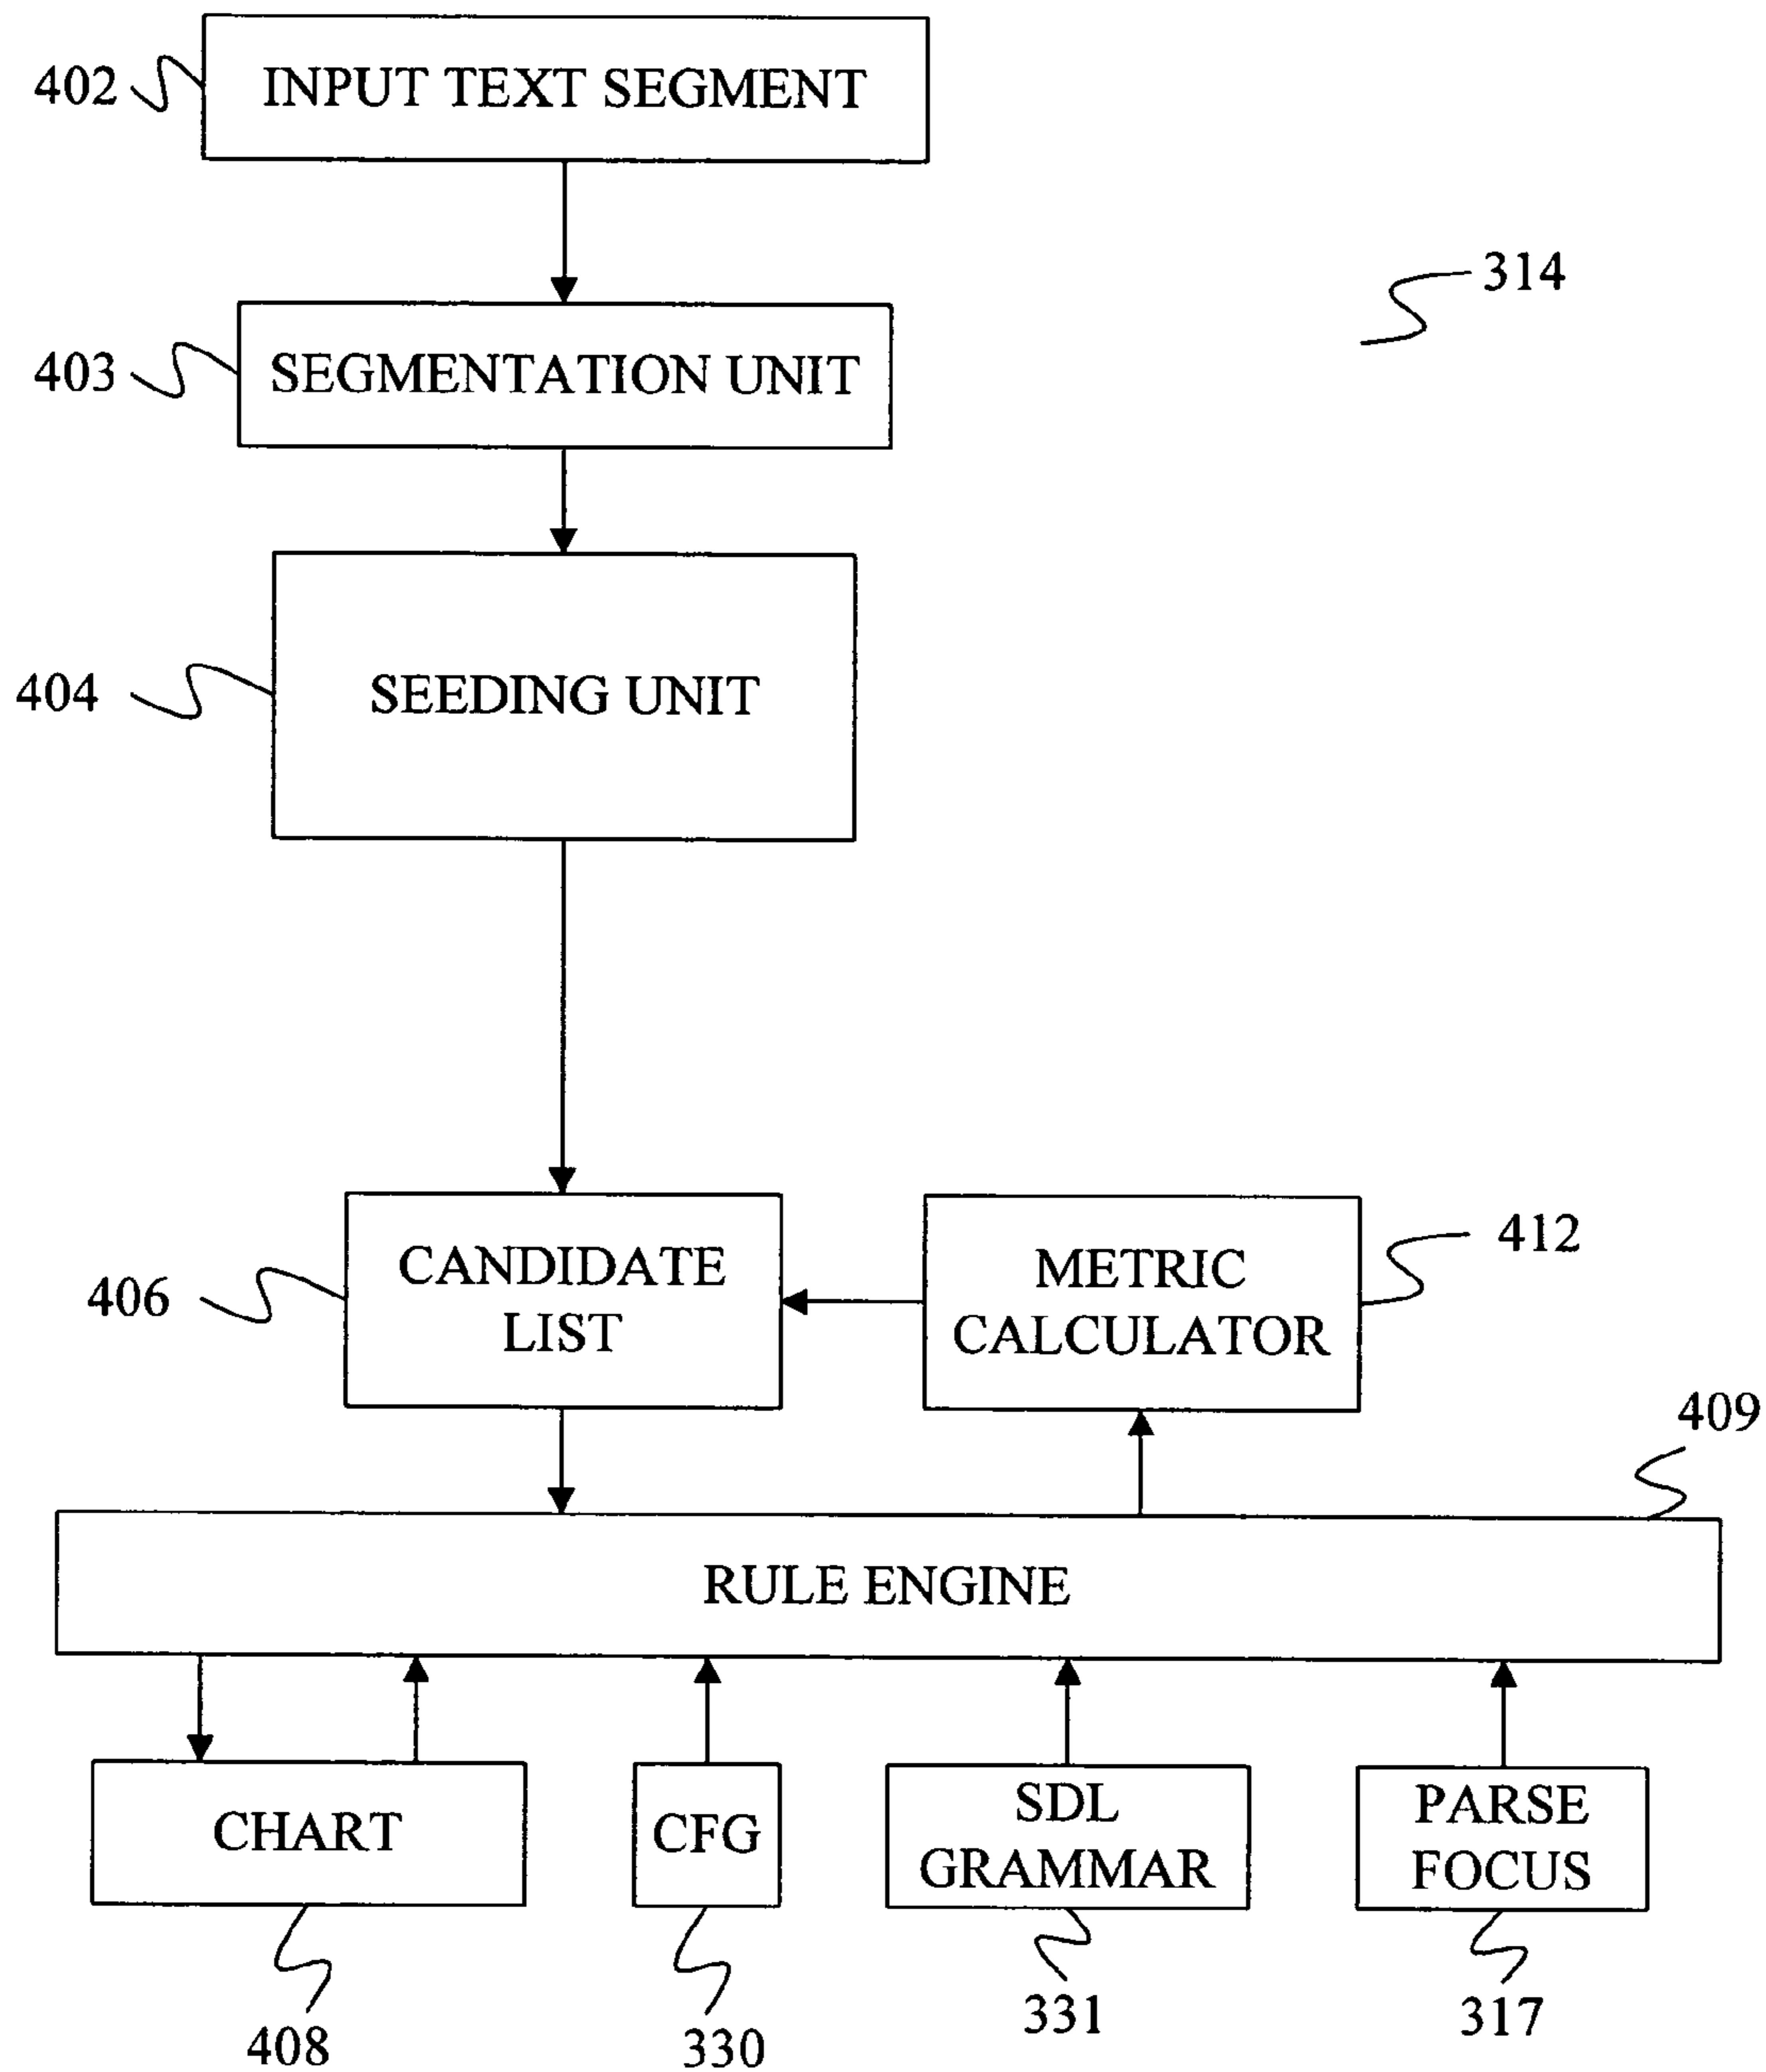 402
INPUT TEXT SEGMENT
314
403
SEGMENTATION UNIT
404
SEEDING UNIT
406
CANDIDATE
LIST
METRIC
CALCULATOR
412
409
RULE ENGINE
CHART
CFG
SDL
GRAMMAR
PARSE
FOCUS
408
330
331
317